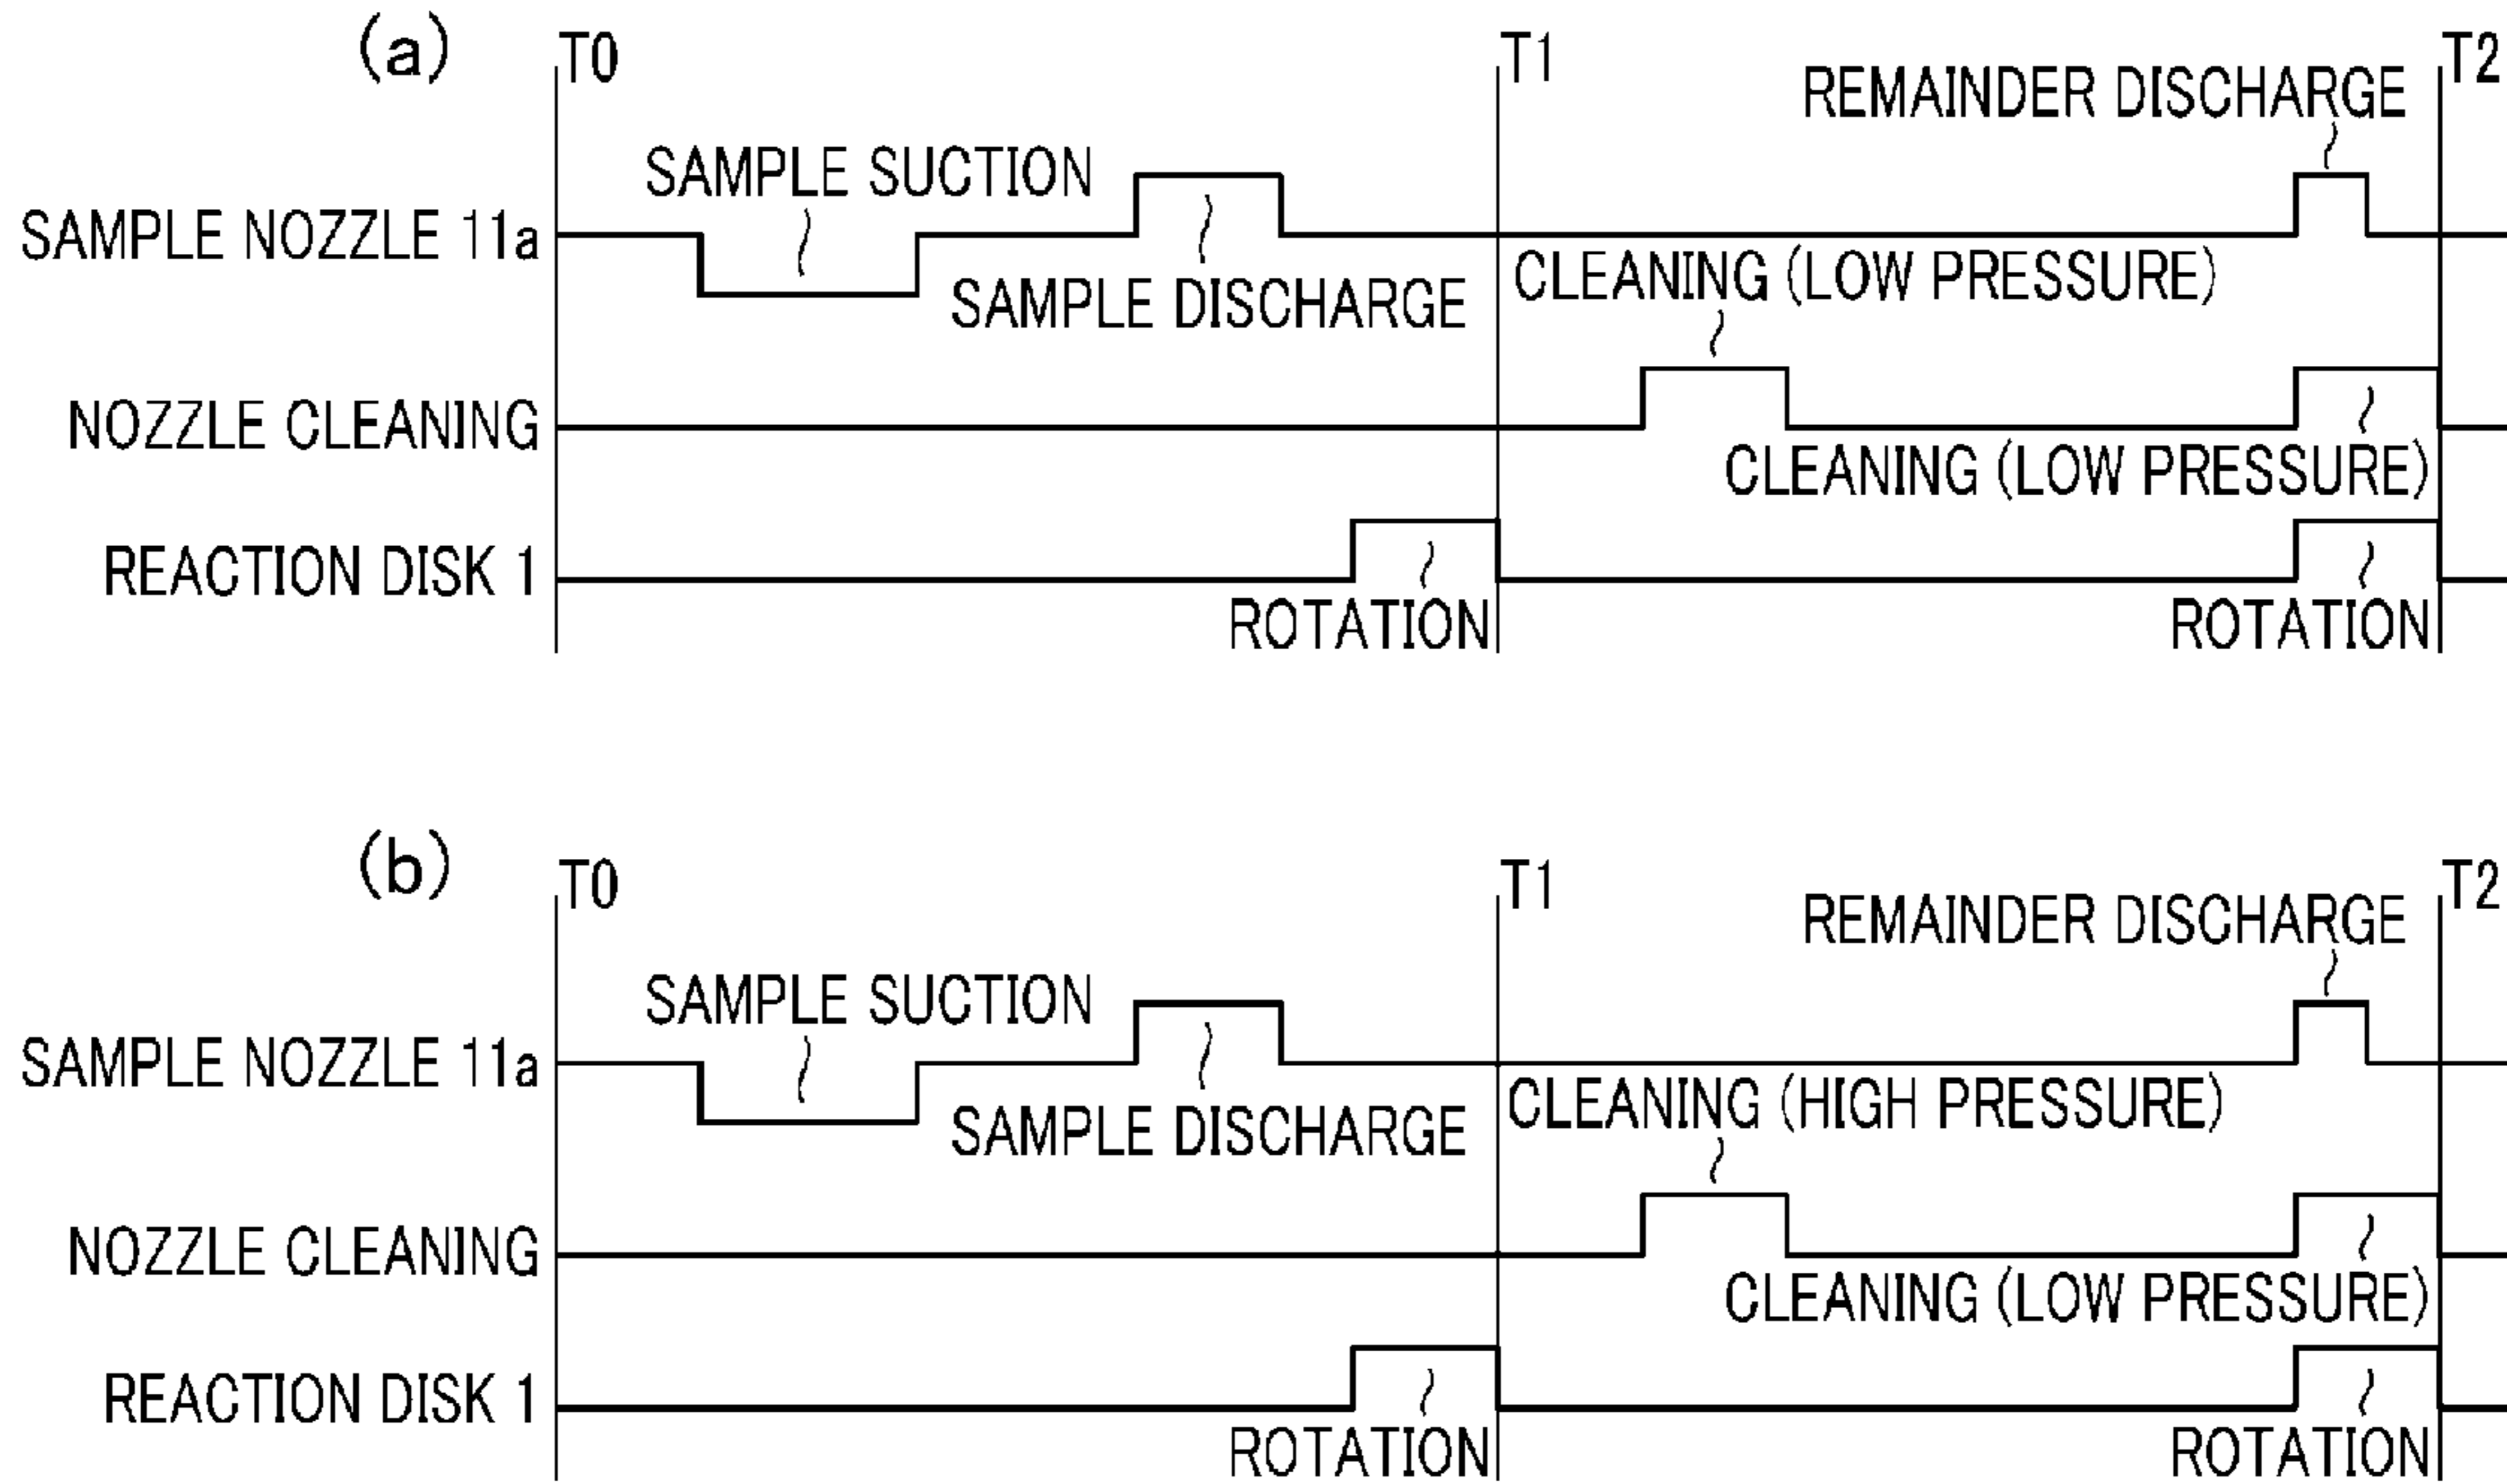 (a)
T0
T1
T2
REMAINDER DISCHARGE
SAMPLE SUCTION
SAMPLE NOZZLE 11a
CLEANING (LOW PRESSURE)
SAMPLE DISCHARGE
NOZZLE CLEANING
CLEANING (LOW PRESSURE)
REACTION DISK 1
ROTATION
ROTATION
(b)
T0
T1
T2
REMAINDER DISCHARGE
SAMPLE SUCTION
SAMPLE NOZZLE 11a
CLEANING (HIGH PRESSURE)
SAMPLE DISCHARGE
NOZZLE CLEANING
CLEANING (LOW PRESSURE)
REACTION DISK 1
ROTATION
ROTATION